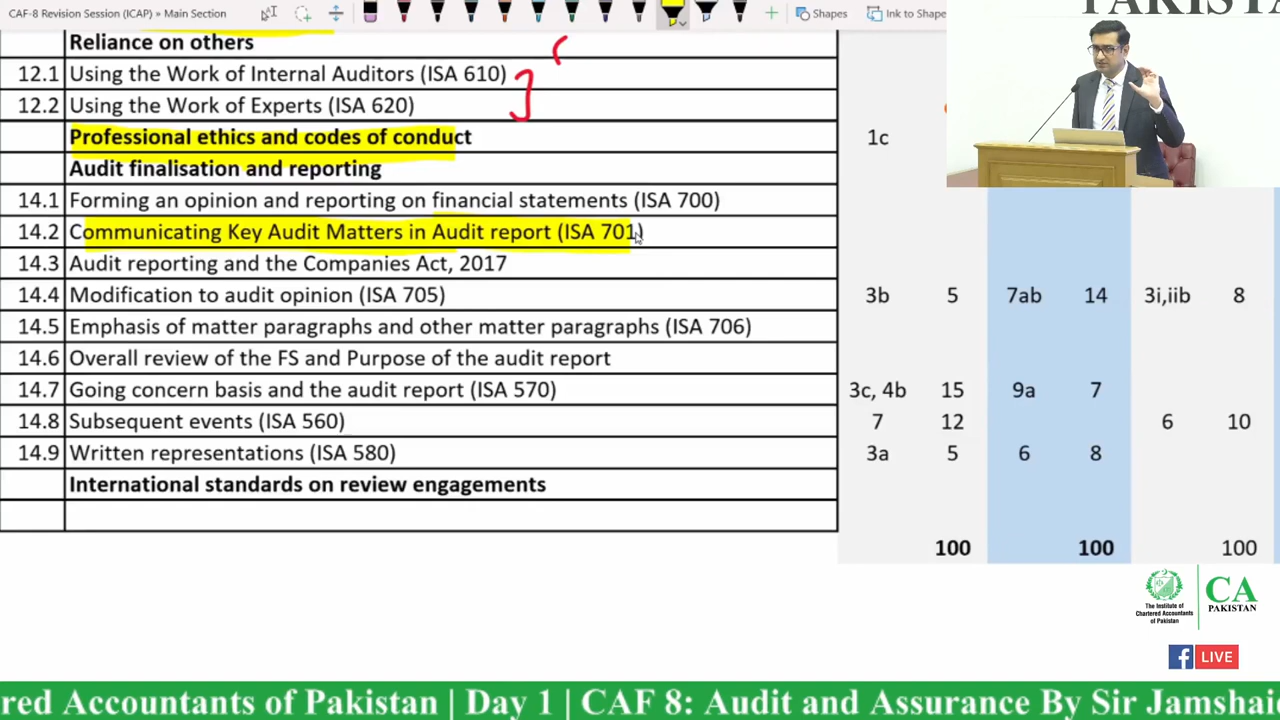 CAF-8 Revision Session (ICAP) » Main Section
Shapes
Ink to Shape
PAKISTA
Reliance on others
12.1 Using the Work of Internal Auditors (ISA 610)
12.2 Using the Work of Experts (ISA 620)
Professional ethics and codes of conduct 1c
Audit finalisation and reporting
14.1 Forming an opinion and reporting on financial statements (ISA 700)
14.2 Communicating Key Audit Matters in Audit report (ISA 701)
14.3 Audit reporting and the Companies Act, 2017
14.4 Modification to audit opinion (ISA 705) 3b 5 7ab 14 3i,iib 8
14.5 Emphasis of matter paragraphs and other matter paragraphs (ISA 706)
14.6 Overall review of the FS and Purpose of the audit report
14.7 Going concern basis and the audit report (ISA 570) 3c, 4b 15 9a 7
14.8 Subsequent events (ISA 560) 7 12 6 10
14.9 Written representations (ISA 580) 3a 5 6 8
International standards on review engagements
100 100 100
The Institute of
Chartered Accountants
of Pakistan
CA
PAKISTAN
f LIVE
red Accountants of Pakistan | Day 1 | CAF 8: Audit and Assurance By Sir Jamshai